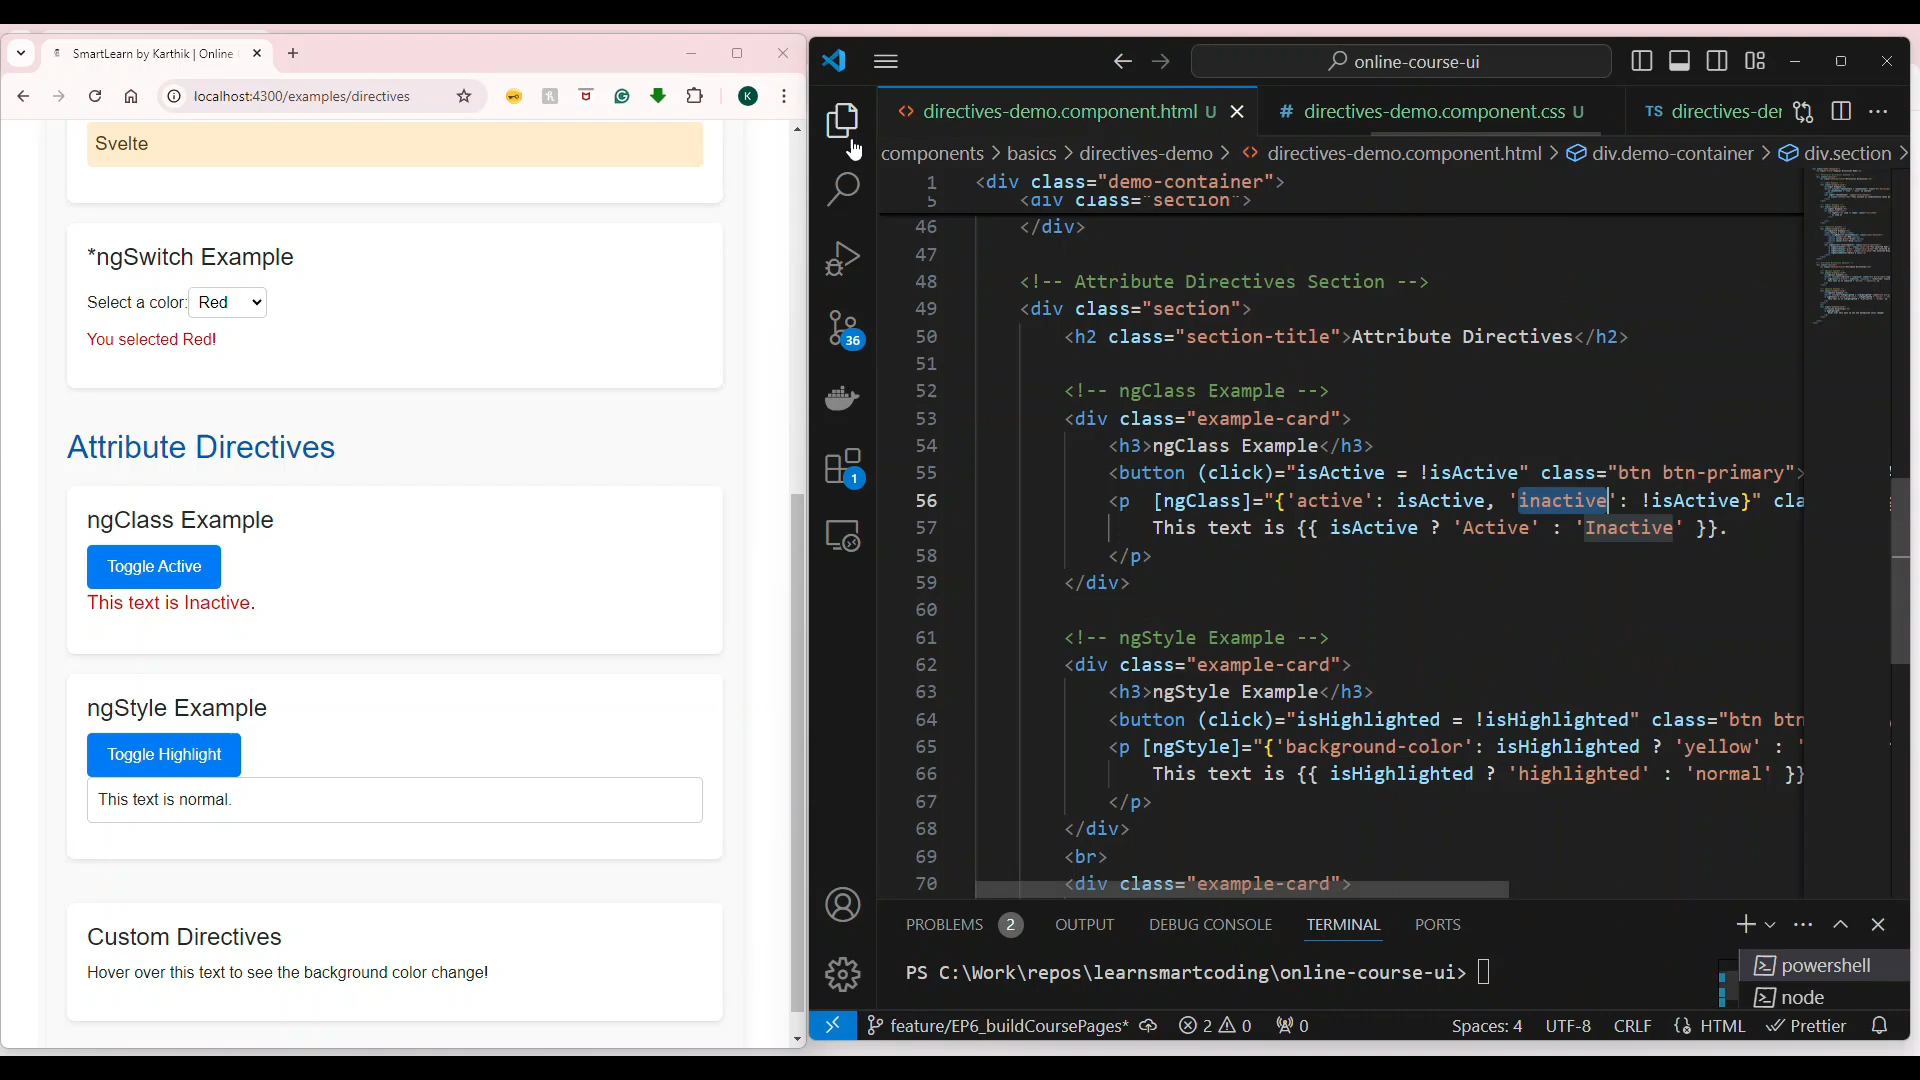 SmartLearn by Karthik | Online
localhost:4300/examples/directives
K
Svelte
*ngSwitch Example
Select a color: Red
You selected Red!
Attribute Directives
ngClass Example
Toggle Active
This text is Inactive.
ngStyle Example
Toggle Highlight
This text is normal.
Custom Directives
Hover over this text to see the background color change!
online-course-ui
<> directives-demo.component.html U
# directives-demo.component.css U
TS directives-der
components > basics > directives-demo > <> directives-demo.component.html > div.demo-container > div.section >
36
1
1 <div class="demo-container">
5 <div class="section">
46 </div>
47
48 <!-- Attribute Directives Section -->
49 <div class="section">
50 <h2 class="section-title">Attribute Directives</h2>
51
52 <!-- ngClass Example -->
53 <div class="example-card">
54 <h3>ngClass Example</h3>
55 <button (click)="isActive = !isActive" class="btn btn-primary">
56 <p [ngClass]="{'active': isActive, 'inactive': !isActive}" cla
57 This text is {{ isActive ? 'Active' : 'Inactive' }}.
58 </p>
59 </div>
60
61 <!-- ngStyle Example -->
62 <div class="example-card">
63 <h3>ngStyle Example</h3>
64 <button (click)="isHighlighted = !isHighlighted" class="btn btn
65 <p [ngStyle]="{'background-color': isHighlighted ? 'yellow' : '
66 This text is {{ isHighlighted ? 'highlighted' : 'normal' }}
67 </p>
68 </div>
69 <br>
70 <div class="example-card">
PROBLEMS 2 OUTPUT DEBUG CONSOLE TERMINAL PORTS
PS C:\Work\repos\learnsmartcoding\online-course-ui>
powershell
node
feature/EP6_buildCoursePages* 2 0 0 Spaces: 4 UTF-8 CRLF HTML Prettier